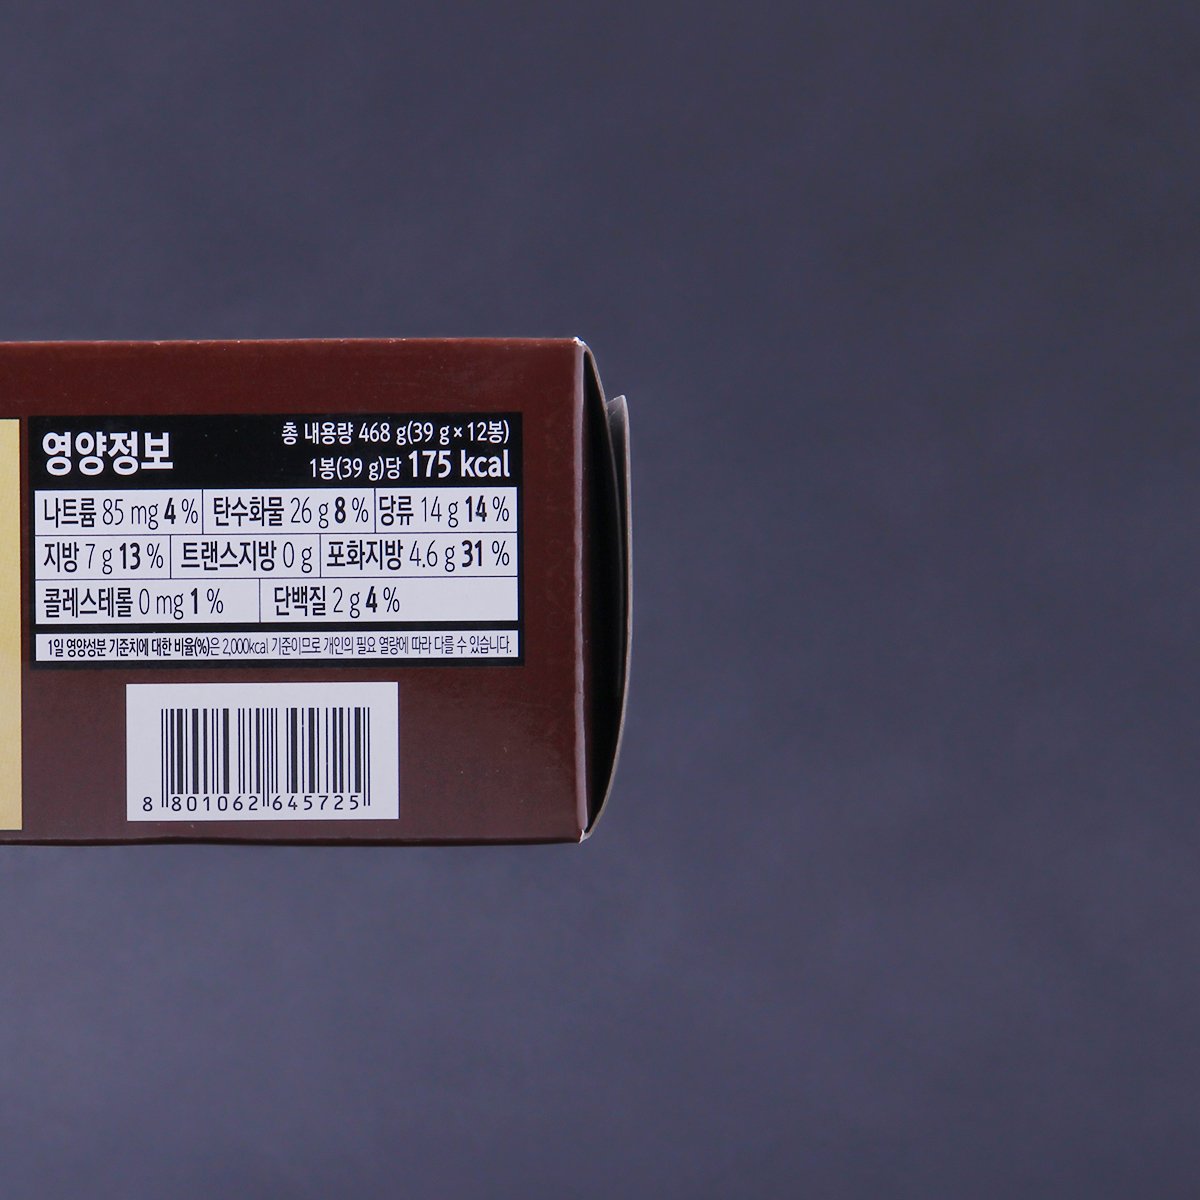 영양정보
총 내용량 468 g(39 g×12봉)
1봉(39 g)당 175 kcal
나트륨 85 mg 4 % 탄수화물 26 g 8 % 당류 14 g 14 %
지방 7 g 13 % 트랜스지방 0 g 포화지방 4.6 g 31 %
콜레스테롤 0 mg 1 % 단백질 2 g 4 %
1일 영양성분 기준치에 대한 비율(%)은 2,000kcal 기준이므로 개인의 필요 열량에 따라 다를 수 있습니다.
8 801062 645725